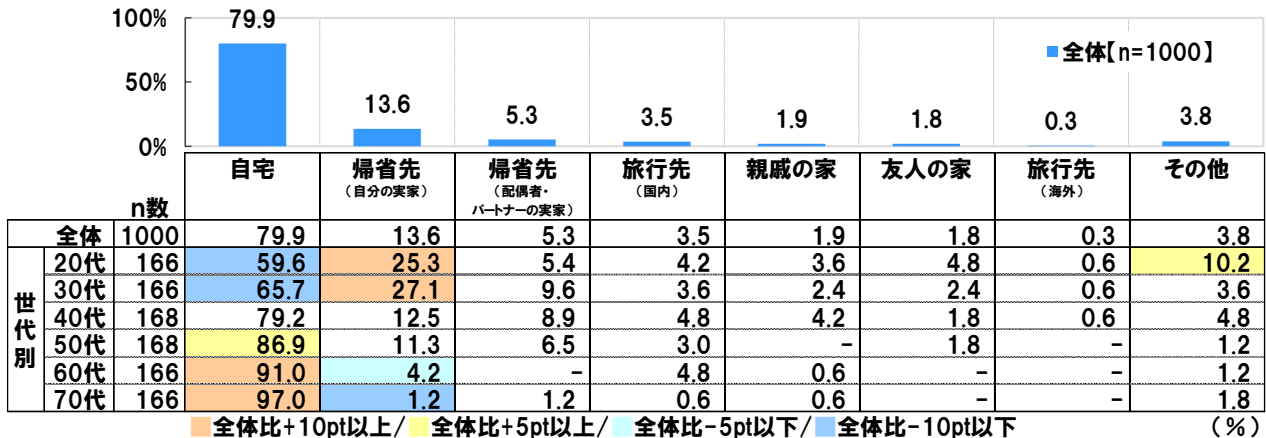 100%
50%
0%
79.9 13.6 5.3 3.5 1.9 1.8 0.3 3.8
■全体【n=1000】
n数 自宅 帰省先（自分の実家） 帰省先（配偶者・パートナーの実家） 旅行先（国内） 親戚の家 友人の家 旅行先（海外） その他
全体 1000 79.9 13.6 5.3 3.5 1.9 1.8 0.3 3.8
世代別
20代 166 59.6 25.3 5.4 4.2 3.6 4.8 0.6 10.2
30代 166 65.7 27.1 9.6 3.6 2.4 2.4 0.6 3.6
40代 168 79.2 12.5 8.9 4.8 4.2 1.8 0.6 4.8
50代 168 86.9 11.3 6.5 3.0 − 1.8 − 1.2
60代 166 91.0 4.2 − 4.8 0.6 − − 1.2
70代 166 97.0 1.2 1.2 0.6 0.6 − − 1.8
■全体比+10pt以上/■全体比+5pt以上/■全体比−5pt以下/■全体比−10pt以下 （％）